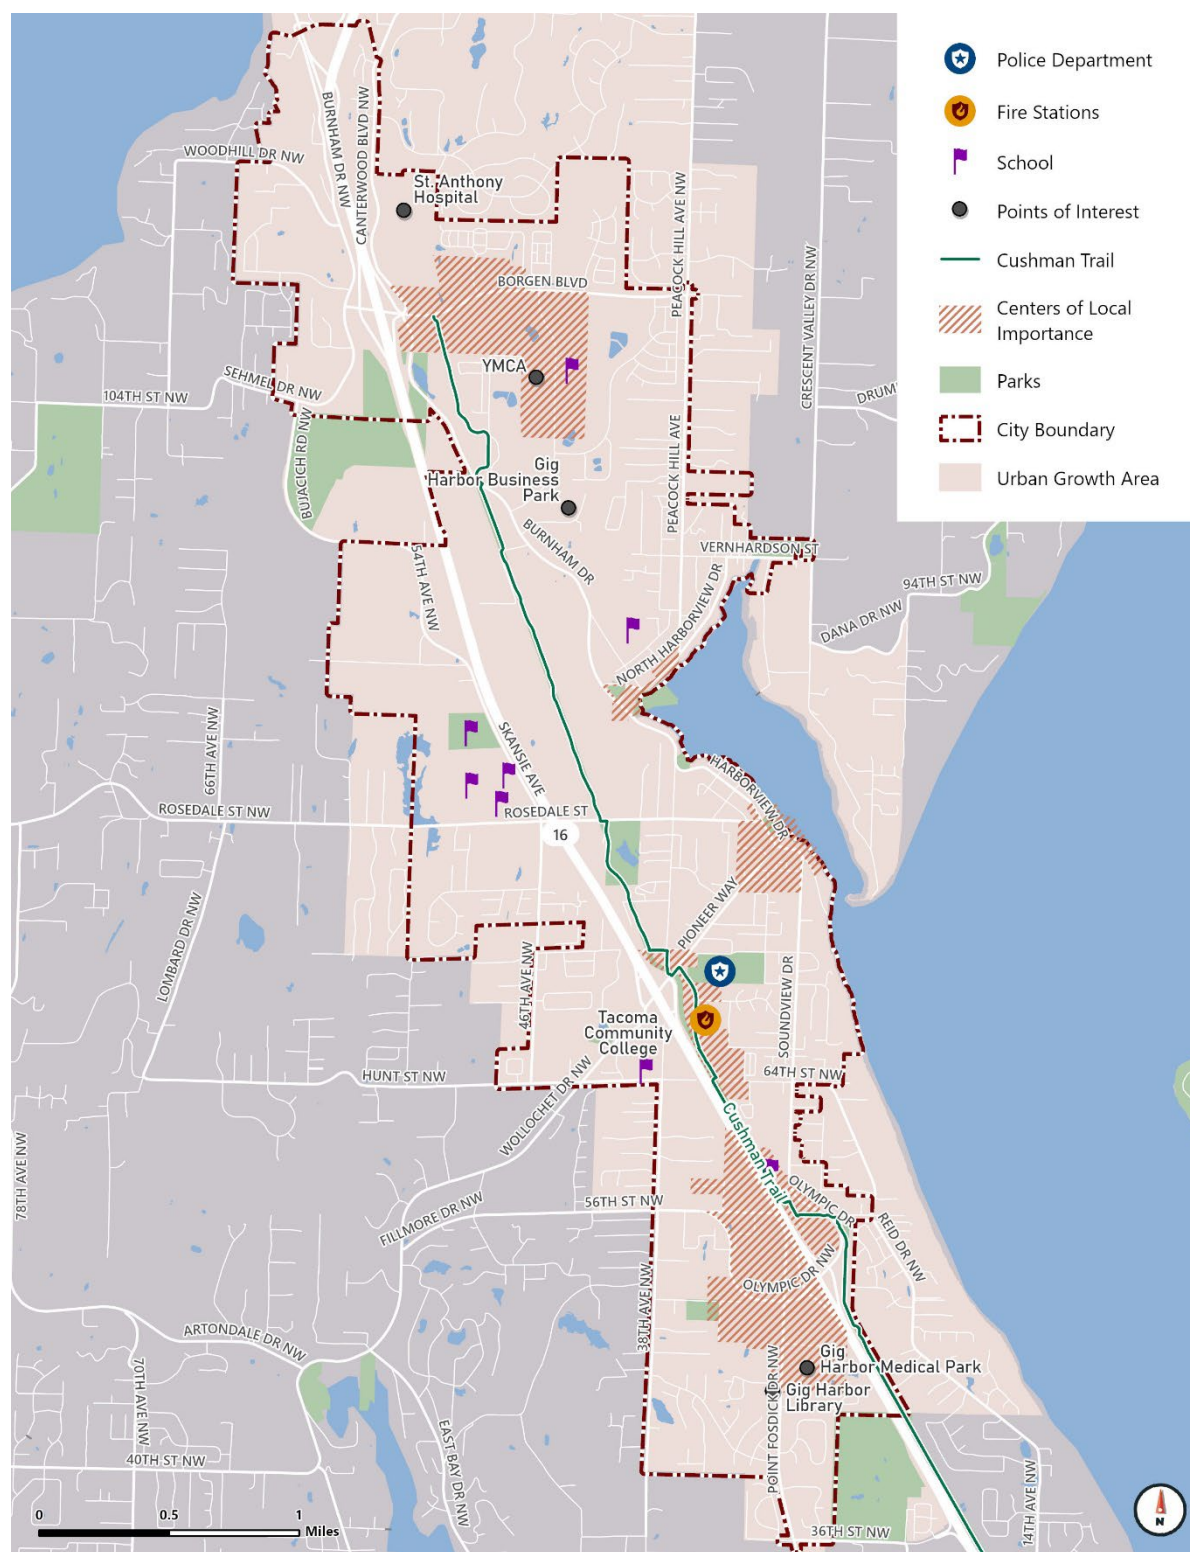 Police Department
Fire Stations
School
Points of Interest
Cushman Trail
Centers of Local
Importance
Parks
City Boundary
Urban Growth Area
BURNHAM DR NW
CANTERWOOD BLVD NW
WOODHILL DR NW
St. Anthony
Hospital
PEACOCK HILL AVE NW
CRESCENT VALLEY DR NW
BORGEN BLVD
YMCA
SEHMEL DR NW
104TH ST NW
DRUM
BUJACICH RD NW
PEACOCK HILL AVE
Gig
Harbor Business
Park
BURNHAM DR
54TH AVE NW
VERNHARDSON ST
94TH ST NW
DANA DR NW
NORTH HARBORVIEW DR
66TH AVE NW
SKANSIE AVE
HARBORVIEW DR
ROSEDALE ST NW
ROSEDALE ST
16
PIONEER WAY
LOMBARD DR NW
46TH AVE NW
SOUNDVIEW DR
Tacoma
Community
College
HUNT ST NW
64TH ST NW
WOLLOCHET DR NW
Cushman Trail
78TH AVE NW
56TH ST NW
OLYMPIC DR
FILLMORE DR NW
REID DR NW
OLYMPIC DR NW
38TH AVE NW
ARTONDALE DR NW
70TH AVE NW
Gig
Harbor Medical Park
Gig Harbor
Library
POINT FOSDICK DR NW
EAST BAY DR NW
40TH ST NW
14TH AVE NW
36TH ST NW
0 0.5 1
Miles
N